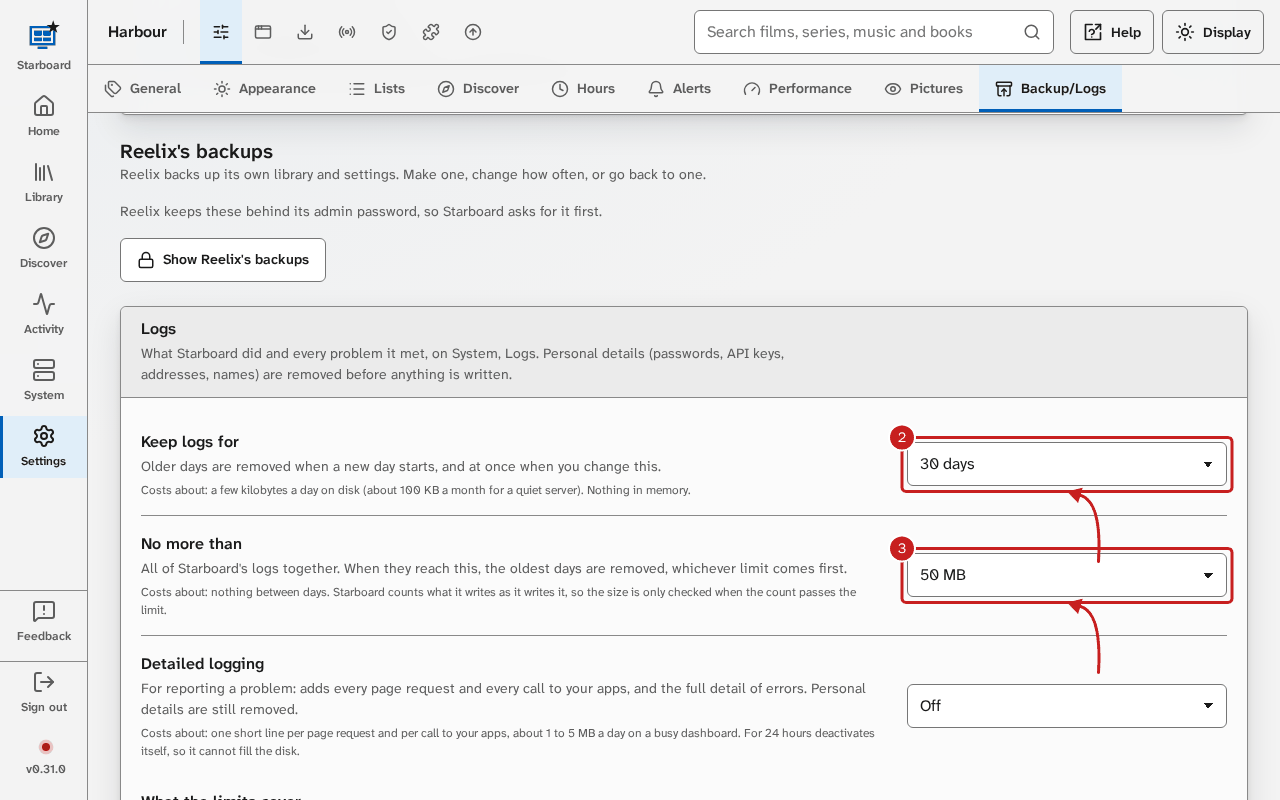 Starboard
Harbour
Search films, series, music and books
Help
Display
General
Appearance
Lists
Discover
Hours
Alerts
Performance
Pictures
Backup/Logs
Home
Library
Discover
Activity
System
Settings
Feedback
Sign out
v0.31.0
Reelix's backups
Reelix backs up its own library and settings. Make one, change how often, or go back to one.
Reelix keeps these behind its admin password, so Starboard asks for it first.
Show Reelix's backups
Logs
What Starboard did and every problem it met, on System, Logs. Personal details (passwords, API keys,
addresses, names) are removed before anything is written.
Keep logs for
Older days are removed when a new day starts, and at once when you change this.
Costs about: a few kilobytes a day on disk (about 100 KB a month for a quiet server). Nothing in memory.
2
30 days
No more than
All of Starboard's logs together. When they reach this, the oldest days are removed, whichever limit comes first.
Costs about: nothing between days. Starboard counts what it writes as it writes it, so the size is only checked when the count passes the
limit.
3
50 MB
Detailed logging
For reporting a problem: adds every page request and every call to your apps, and the full detail of errors. Personal
details are still removed.
Costs about: one short line per page request and per call to your apps, about 1 to 5 MB a day on a busy dashboard. For 24 hours deactivates
itself, so it cannot fill the disk.
Off
What the limits cover